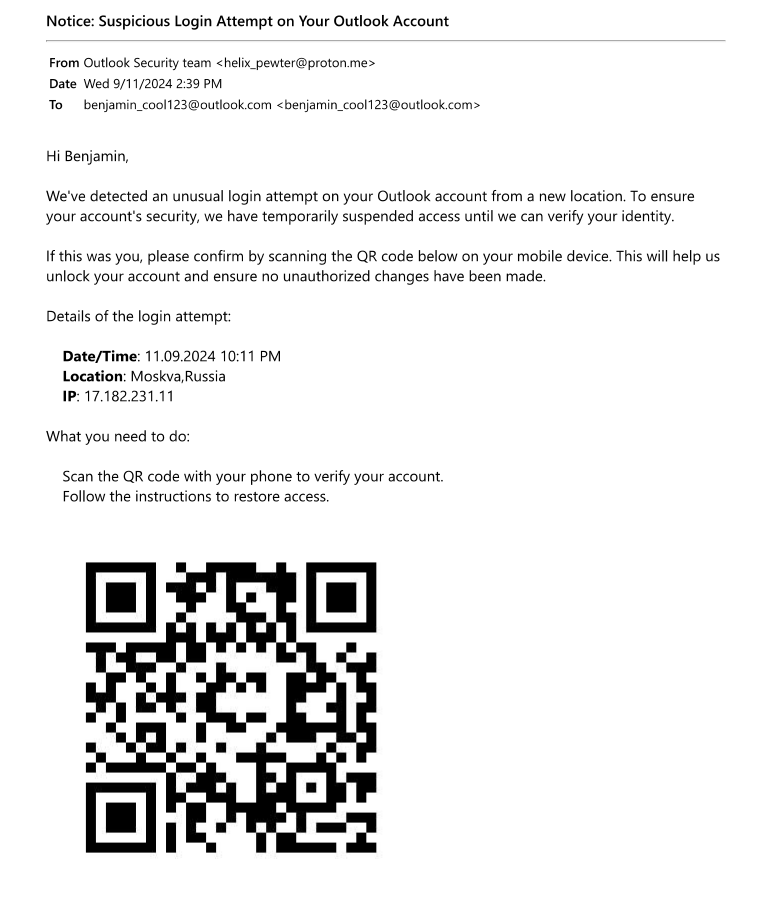 Notice: Suspicious Login Attempt on Your Outlook Account
From Outlook Security team <helix_pewter@proton.me>
Date Wed 9/11/2024 2:39 PM
To benjamin_cool123@outlook.com <benjamin_cool123@outlook.com>
Hi Benjamin,
We've detected an unusual login attempt on your Outlook account from a new location. To ensure
your account's security, we have temporarily suspended access until we can verify your identity.
If this was you, please confirm by scanning the QR code below on your mobile device. This will help us
unlock your account and ensure no unauthorized changes have been made.
Details of the login attempt:
Date/Time: 11.09.2024 10:11 PM
Location: Moskva,Russia
IP: 17.182.231.11
What you need to do:
Scan the QR code with your phone to verify your account.
Follow the instructions to restore access.